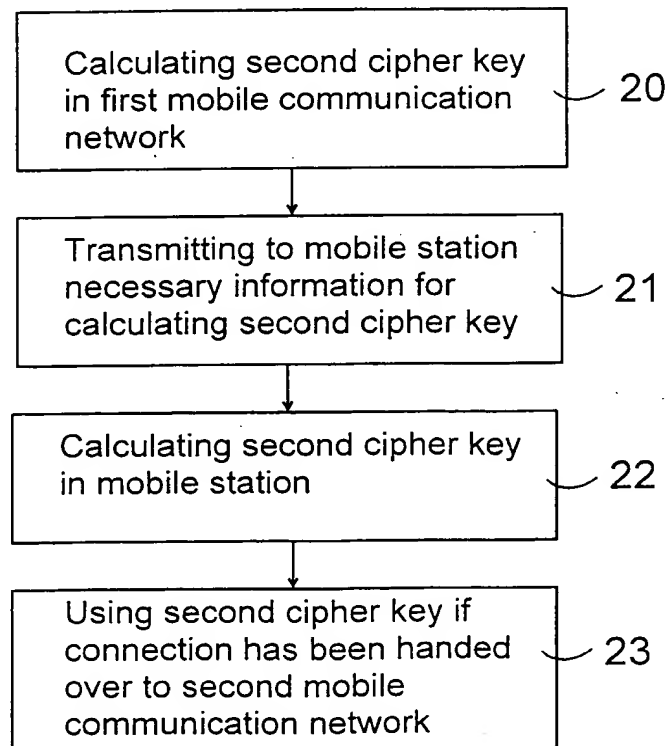 Calculating second cipher key
in first mobile communication
network
20
Transmitting to mobile station
necessary information for
calculating second cipher key
21
Calculating second cipher key
in mobile station
22
Using second cipher key if
connection has been handed
over to second mobile
communication network
23